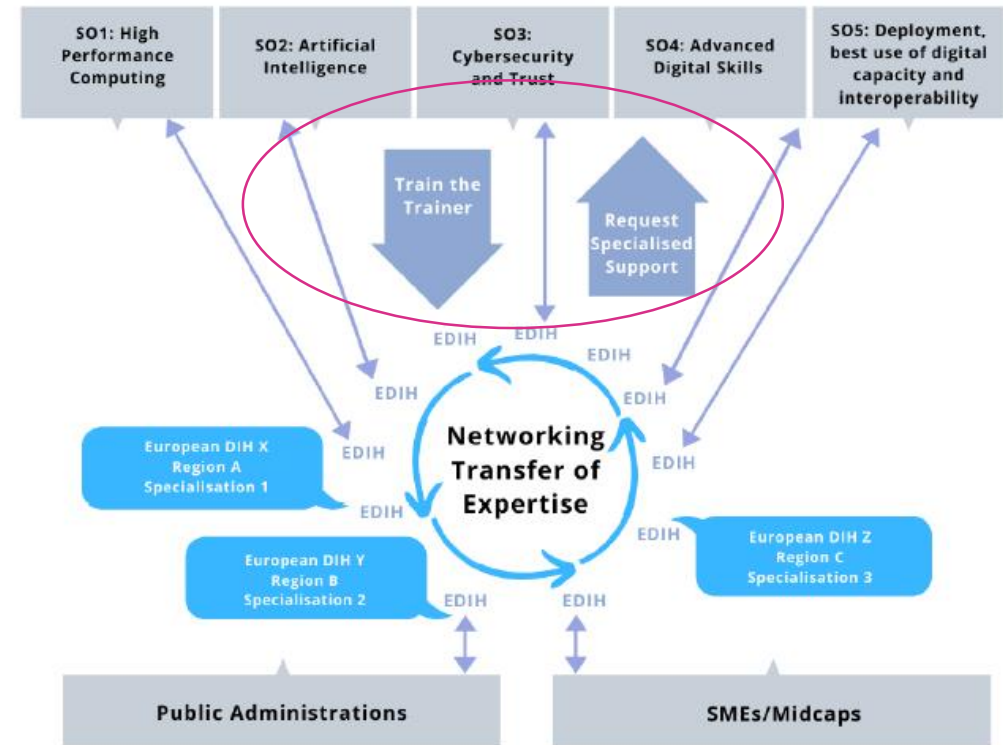 SO1: High
Performance
Computing
SO2: Artificial
Intelligence
SO3:
Cybersecurity
and Trust
SO4: Advanced
Digital Skills
SO5: Deployment,
best use of digital
capacity and
interoperability
Train the
Trainer
Request
Specialised
Support
EDIH
EDIH
EDIH
EDIH
EDIH
EDIH
EDIH
EDIH
EDIH
EDIH
EDIH
Networking
Transfer of
Expertise
European DIH X
Region A
Specialisation 1
European DIH Y
Region B
Specialisation 2
European DIH Z
Region C
Specialisation 3
Public Administrations
SMEs/Midcaps